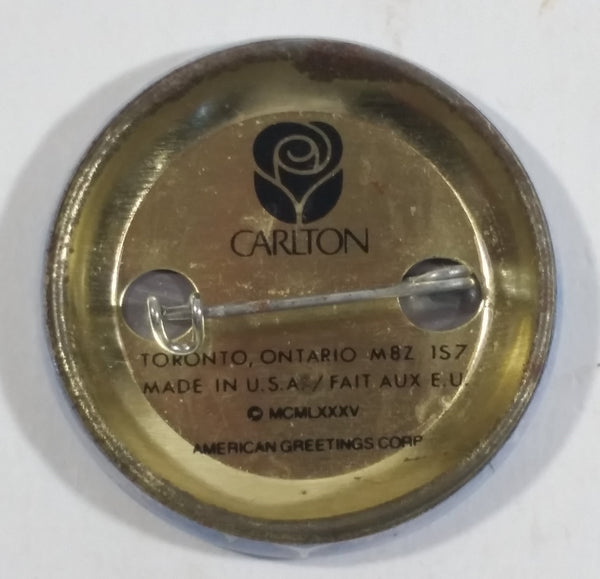 CARLTON
TORONTO, ONTARIO M8Z 1S7
MADE IN U.S.A. / FAIT AUX E.U.
© MCMLXXXV
AMERICAN GREETINGS CORP